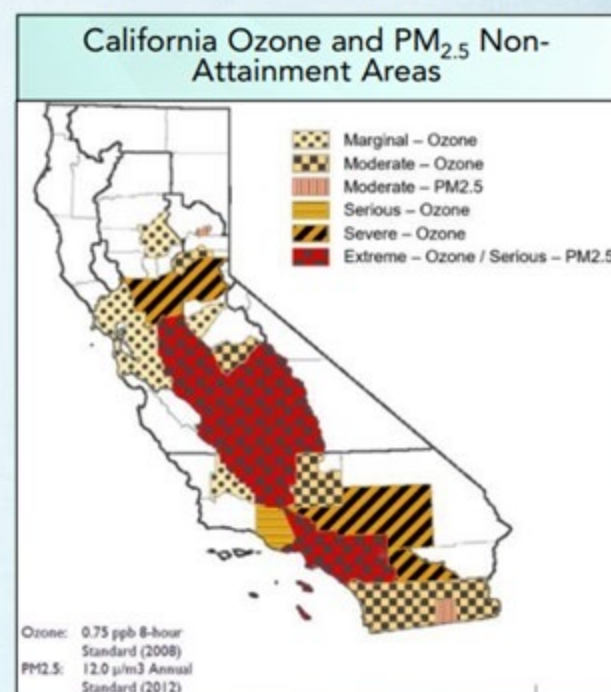 California Ozone and PM2.5 Non-
Attainment Areas
Marginal – Ozone
Moderate – Ozone
Moderate – PM2.5
Serious – Ozone
Severe – Ozone
Extreme – Ozone / Serious – PM2.5
Ozone: 0.75 ppb 8-hour
Standard (2008)
PM2.5: 12.0 µ/m3 Annual
Standard (2012)